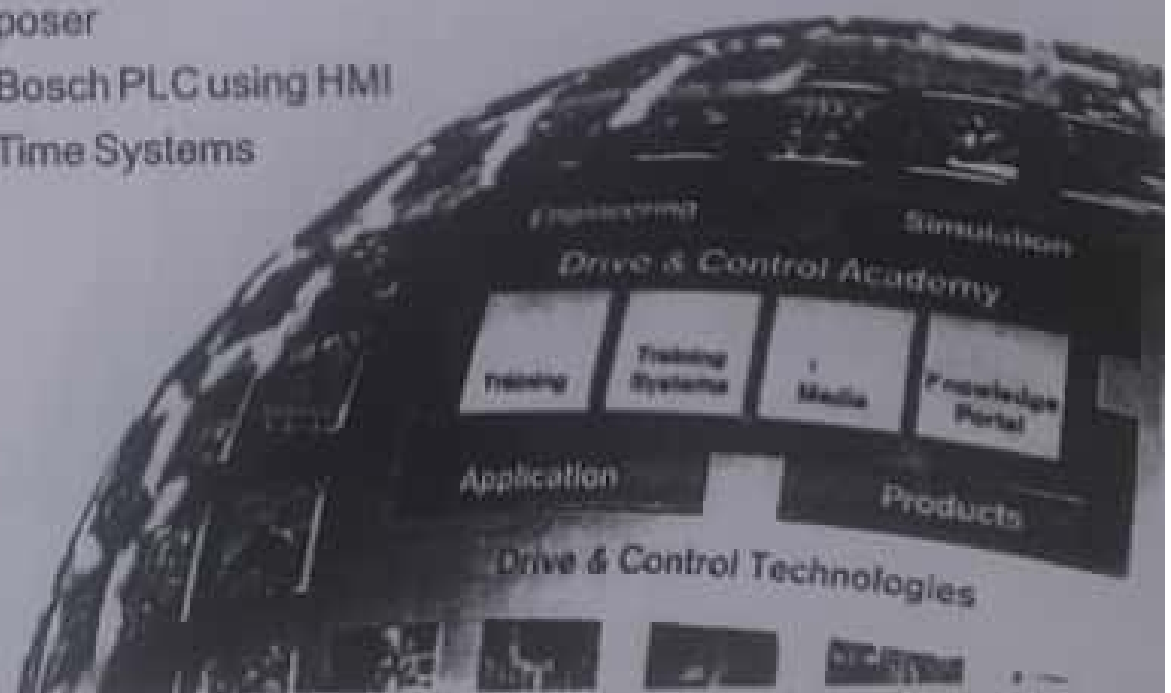 poser
Bosch PLC using HMI
Time Systems
Engineering
Simulation
Drive & Control Academy
Training
Training
Systems
Media
Knowledge
Portal
Application
Products
Drive & Control Technologies